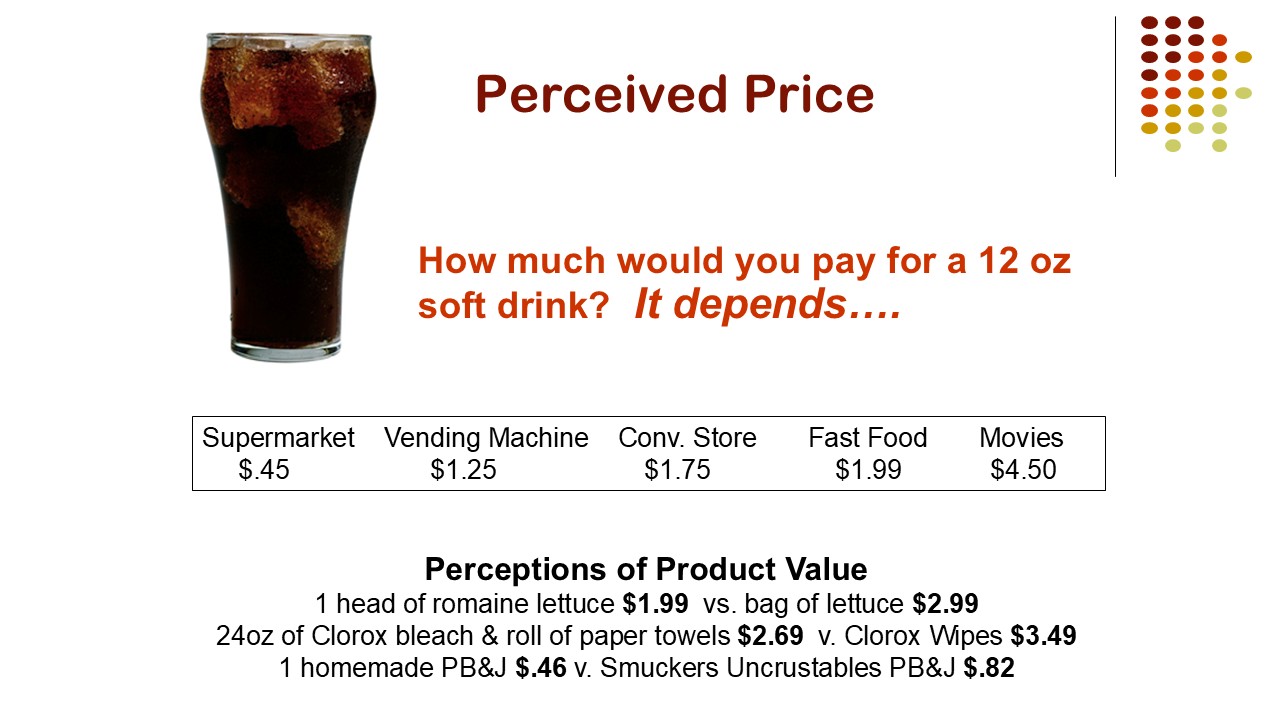 Perceived Price
How much would you pay for a 12 oz
soft drink? It depends....
Supermarket Vending Machine Conv. Store Fast Food Movies
$.45 $1.25 $1.75 $1.99 $4.50
Perceptions of Product Value
1 head of romaine lettuce $1.99 vs. bag of lettuce $2.99
24oz of Clorox bleach & roll of paper towels $2.69 v. Clorox Wipes $3.49
1 homemade PB&J $.46 v. Smuckers Uncrustables PB&J $.82